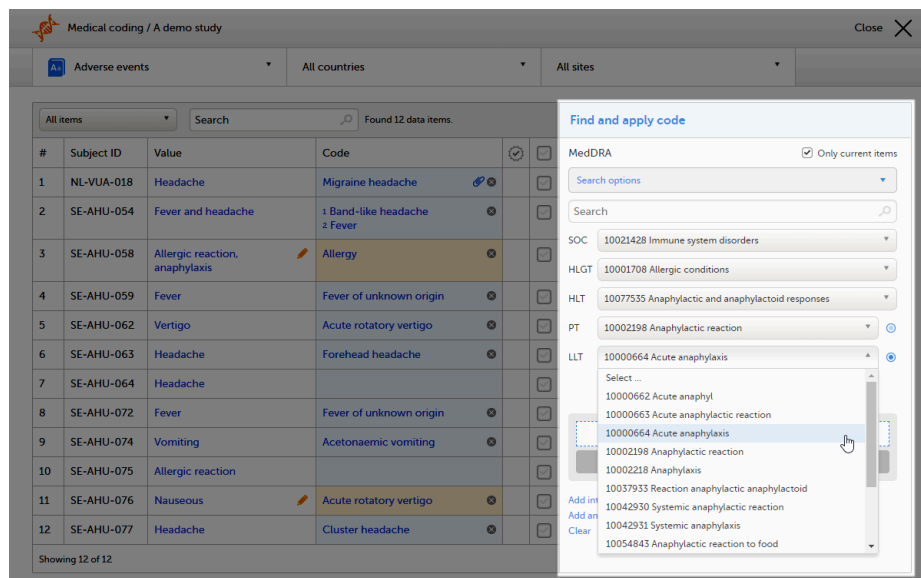 Medical coding / A demo study
Close
A+ Adverse events
All countries
All sites
All items
Search
Found 12 data items.
# Subject ID Value Code
1 NL-VUA-018 Headache Migraine headache
2 SE-AHU-054 Fever and headache 1 Band-like headache
2 Fever
3 SE-AHU-058 Allergic reaction, Allergy
anaphylaxis
4 SE-AHU-059 Fever Fever of unknown origin
5 SE-AHU-062 Vertigo Acute rotatory vertigo
6 SE-AHU-063 Headache Forehead headache
7 SE-AHU-064 Headache
8 SE-AHU-072 Fever Fever of unknown origin
9 SE-AHU-074 Vomiting Acetonaemic vomiting
10 SE-AHU-075 Allergic reaction
11 SE-AHU-076 Nauseous Acute rotatory vertigo
12 SE-AHU-077 Headache Cluster headache
Showing 12 of 12
Find and apply code
MedDRA
Only current items
Search options
Search
SOC 10021428 Immune system disorders
HLGT 10001708 Allergic conditions
HLT 10077535 Anaphylactic and anaphylactoid responses
PT 10002198 Anaphylactic reaction
LLT 10000664 Acute anaphylaxis
Select ...
10000662 Acute anaphyl
10000663 Acute anaphylactic reaction
10000664 Acute anaphylaxis
10002198 Anaphylactic reaction
10002218 Anaphylaxis
10037933 Reaction anaphylactic anaphylactoid
10042930 Systemic anaphylactic reaction
10042931 Systemic anaphylaxis
10054843 Anaphylactic reaction to food
Add int
Add an
Clear